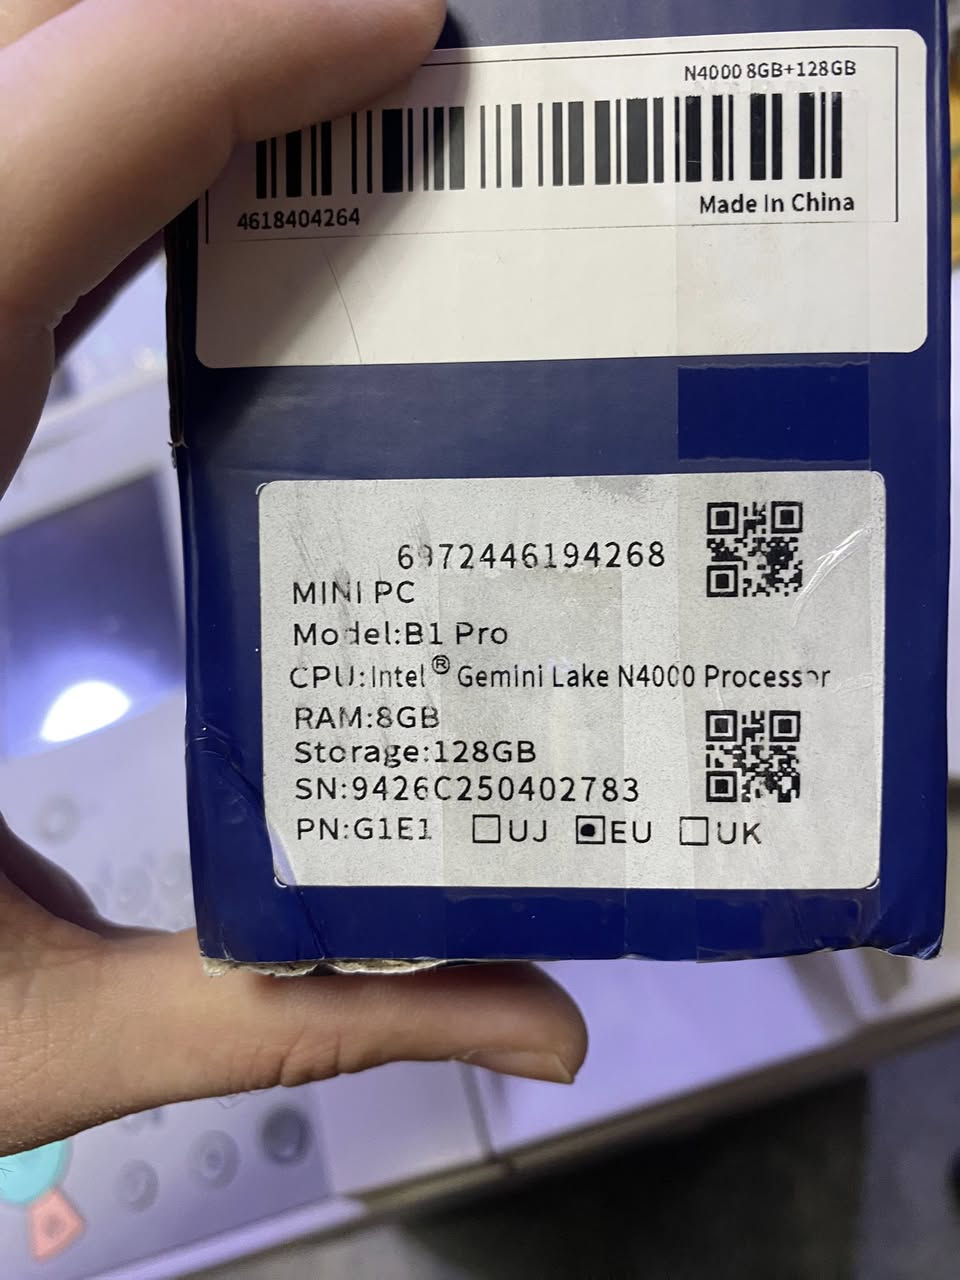 N4000 8GB+128GB
4618404264
Made In China
6972446194268
MINI PC
Model:B1 Pro
CPU:Intel® Gemini Lake N4000 Processor
RAM:8GB
Storage:128GB
SN:9426C250402783
PN:G1E1 UJ EU UK